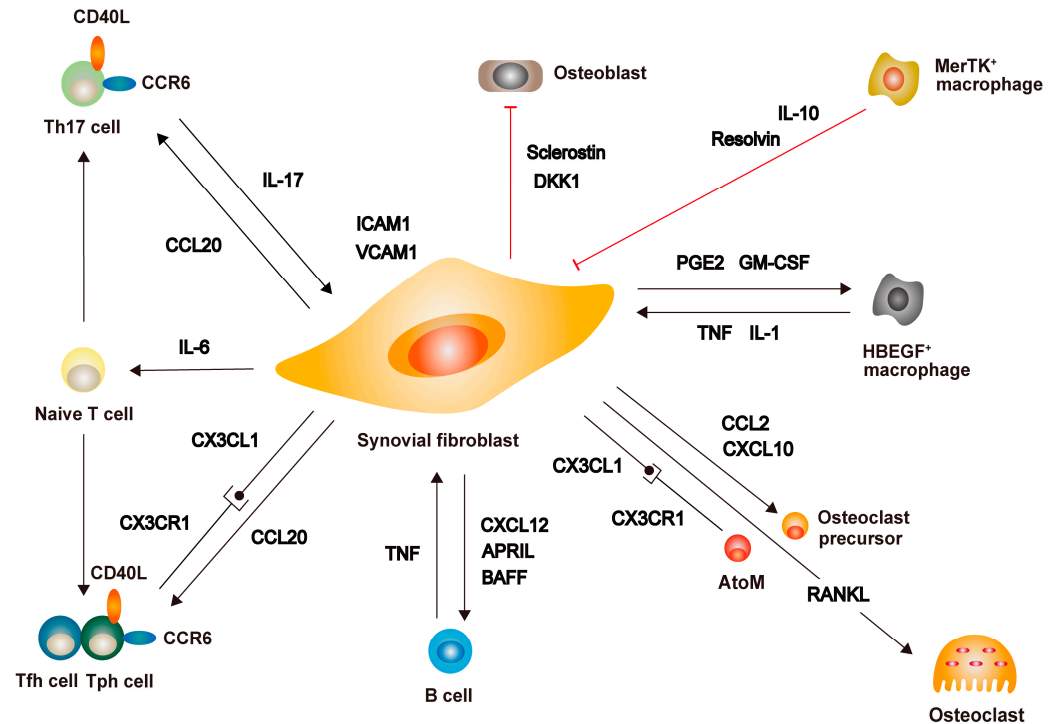 CD40L
CCR6
Th17 cell
Osteoblast
MerTK⁺
macrophage
IL-10
Resolvin
Sclerostin
DKK1
IL-17
CCL20
ICAM1
VCAM1
PGE2 GM-CSF
TNF IL-1
HBEGF⁺
macrophage
IL-6
Naive T cell
Synovial fibroblast
CX3CL1
CX3CR1
CCL20
CCL2
CXCL10
CX3CL1
CX3CR1
Osteoclast
precursor
AtoM
RANKL
TNF
CXCL12
APRIL
BAFF
CD40L
CCR6
Tfh cell Tph cell
B cell
Osteoclast